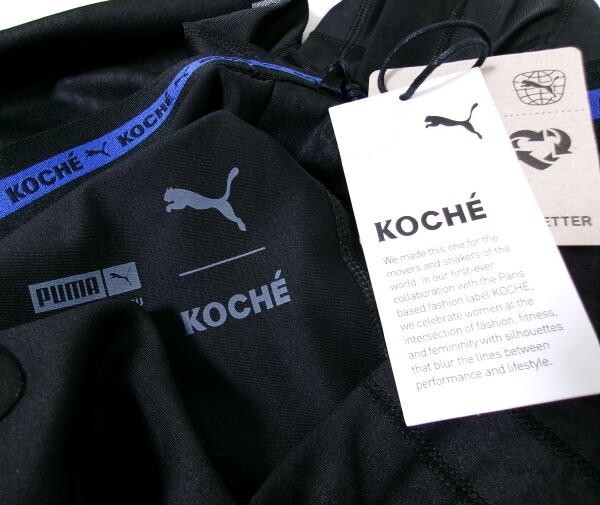 KOCHÉ KOCHÉ
PUMA
KOCHÉ
KOCHÉ
We made this one for the
movers and shakers of the
world. In our first-ever
collaboration with the Paris
based fashion label KOCHÉ,
we celebrate women at the
intersection of fashion, fitness,
and femininity with silhouettes
that blur the lines between
performance and lifestyle.
ETTER